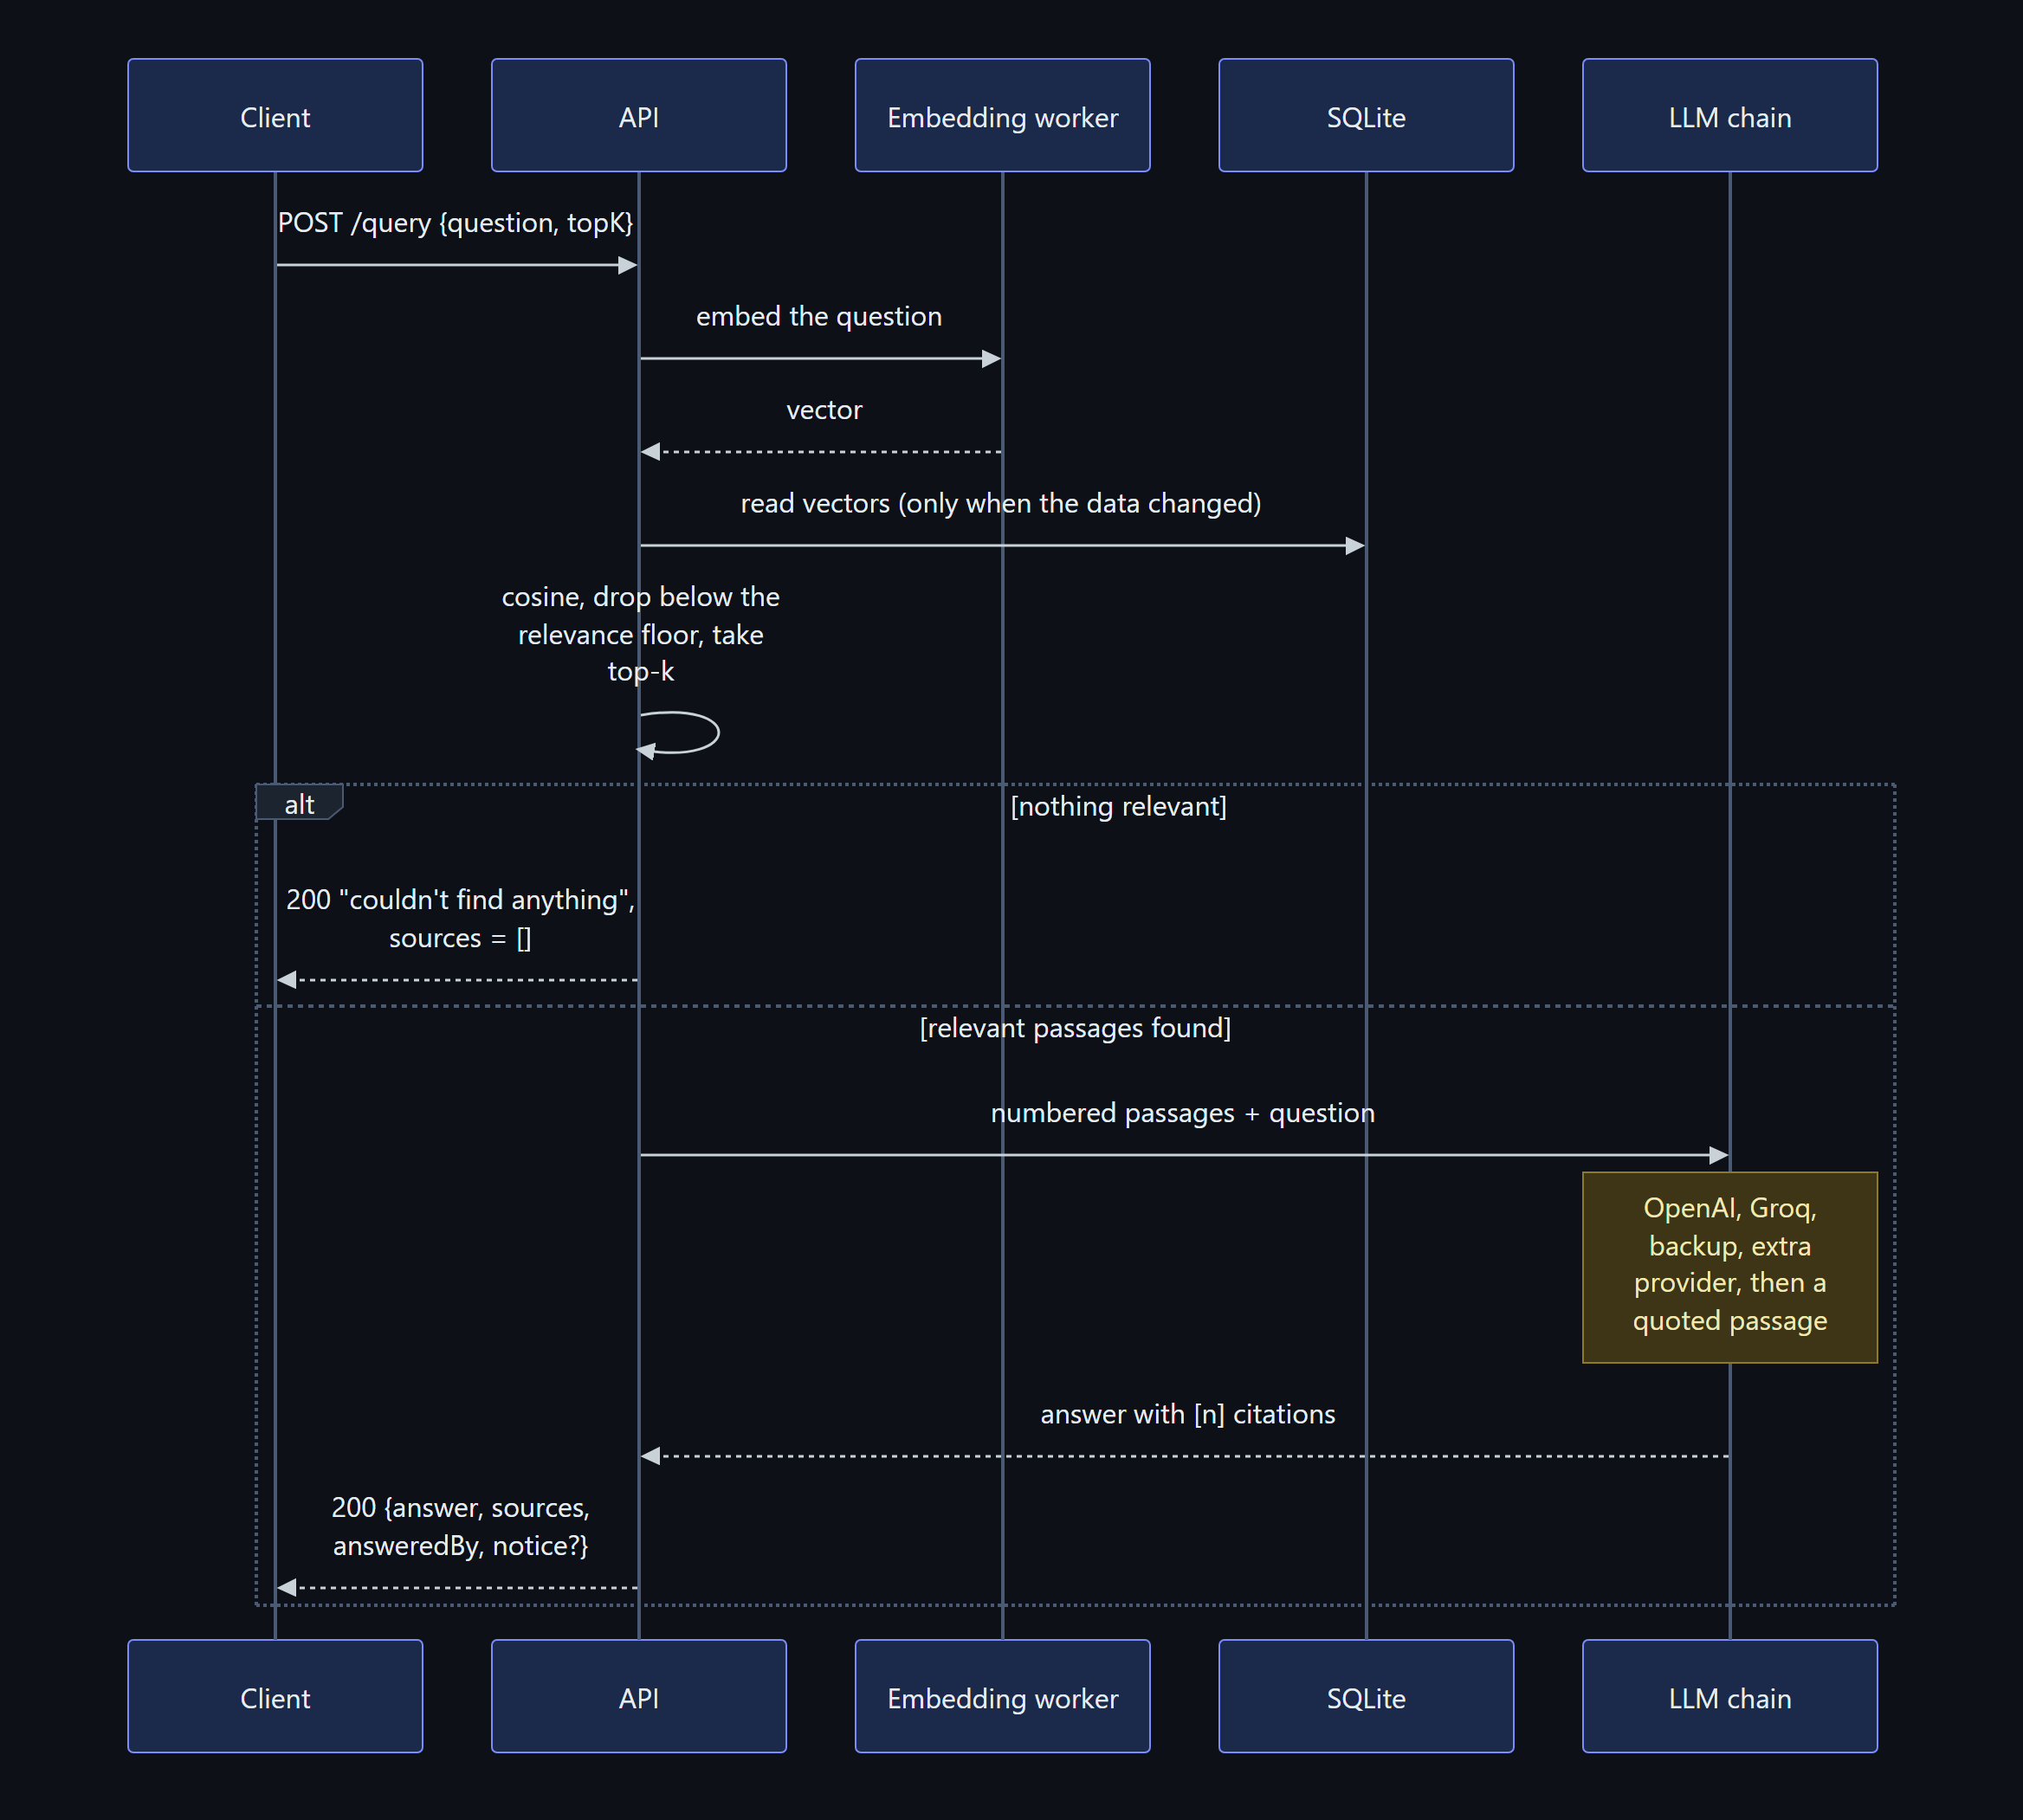 Client
API
Embedding worker
SQLite
LLM chain
POST /query {question, topK}
embed the question
vector
read vectors (only when the data changed)
cosine, drop below the
relevance floor, take
top-k
alt
[nothing relevant]
200 "couldn't find anything",
sources = []
[relevant passages found]
numbered passages + question
OpenAI, Groq,
backup, extra
provider, then a
quoted passage
answer with [n] citations
200 {answer, sources,
answeredBy, notice?}
Client
API
Embedding worker
SQLite
LLM chain